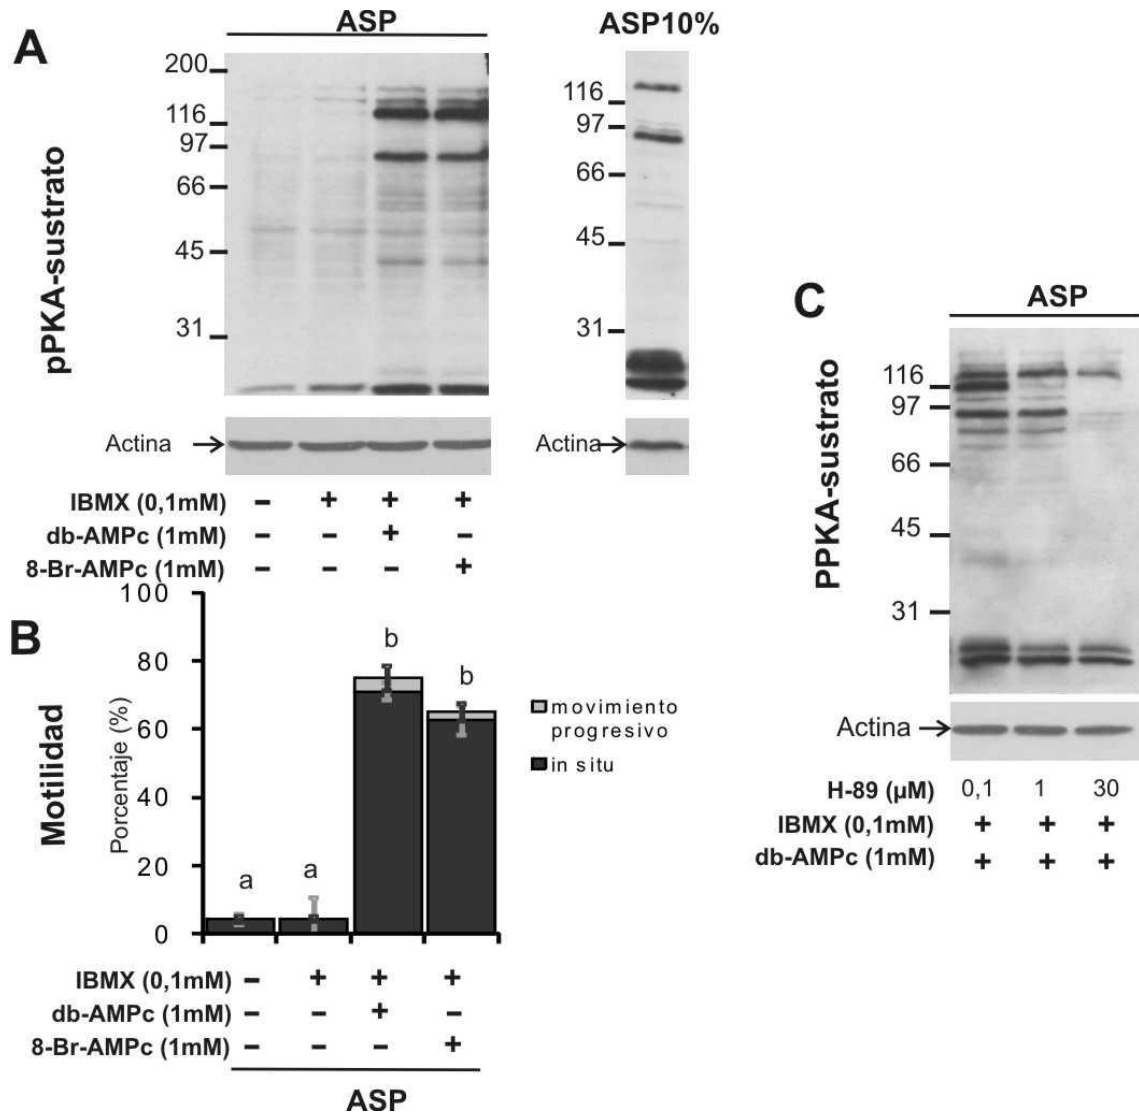 A
ASP
ASP10%
pPKA-sustrato
200
116
97
66
45
31
116
97
66
45
31
Actina
Actina
IBMX (0,1mM) – + + +
db-AMPc (1mM) – – + –
8-Br-AMPc (1mM) – – – +
C
ASP
PPKA-sustrato
116
97
66
45
31
Actina
H-89 (µM) 0,1 1 30
IBMX (0,1mM) + + +
db-AMPc (1mM) + + +
B
Motilidad
Porcentaje (%)
100
80
60
40
20
0
a
a
b
b
movimiento
progresivo
in situ
IBMX (0,1mM) – + + +
db-AMPc (1mM) – – + –
8-Br-AMPc (1mM) – – – +
ASP